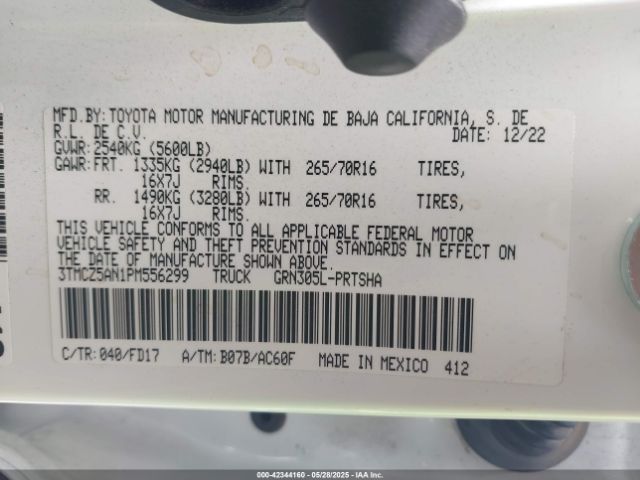 MFD.BY: TOYOTA MOTOR MANUFACTURING DE BAJA CALIFORNIA, S. DE
R.L. DE C.V. DATE: 12/22
GVWR: 2540KG (5600LB)
GAWR: FRT. 1335KG (2940LB) WITH 265/70R16 TIRES,
16X7J RIMS.
RR. 1490KG (3280LB) WITH 265/70R16 TIRES,
16X7J RIMS.
THIS VEHICLE CONFORMS TO ALL APPLICABLE FEDERAL MOTOR
VEHICLE SAFETY AND THEFT PREVENTION STANDARDS IN EFFECT ON
THE DATE OF MANUFACTURE SHOWN ABOVE.
3TMCZ5AN1PM556299 TRUCK GRN305L-PRTSHA
C/TR: 040/FD17 A/TM: B07B/AC60F MADE IN MEXICO 412
000-42344160 - 05/28/2025 - IAAI